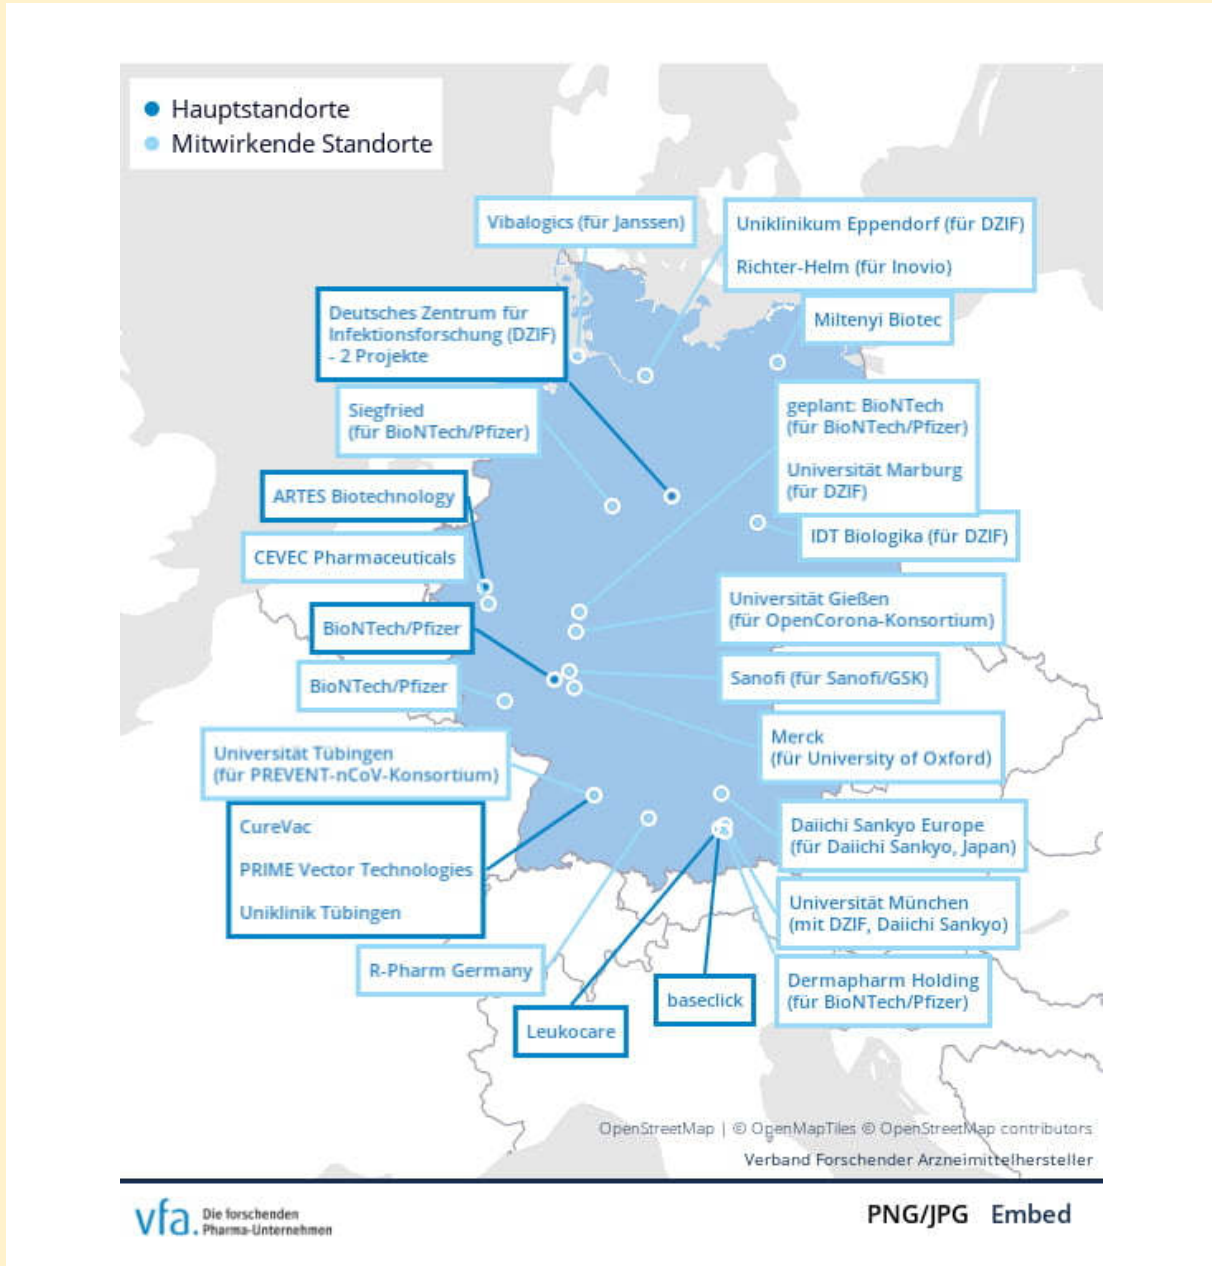 Hauptstandorte
Mitwirkende Standorte
Vibalogics (für Janssen)
Uniklinikum Eppendorf (für DZIF)
Richter-Helm (für Inovio)
Deutsches Zentrum für
Infektionsforschung (DZIF)
- 2 Projekte
Miltenyi Biotec
Siegfried
(für BioNTech/Pfizer)
geplant: BioNTech
(für BioNTech/Pfizer)
Universität Marburg
(für DZIF)
ARTES Biotechnology
IDT Biologika (für DZIF)
CEVEC Pharmaceuticals
Universität Gießen
(für OpenCorona-Konsortium)
BioNTech/Pfizer
Sanofi (für Sanofi/GSK)
BioNTech/Pfizer
Merck
(für University of Oxford)
Universität Tübingen
(für PREVENT-nCoV-Konsortium)
CureVac
PRIME Vector Technologies
Uniklinik Tübingen
Daiichi Sankyo Europe
(für Daiichi Sankyo, Japan)
Universität München
(mit DZIF, Daiichi Sankyo)
R-Pharm Germany
Dermapharm Holding
(für BioNTech/Pfizer)
baseclick
Leukocare
OpenStreetMap | © OpenMapTiles © OpenStreetMap contributors
Verband Forschender Arzneimittelhersteller
vfa. Die forschenden
Pharma-Unternehmen
PNG/JPG Embed